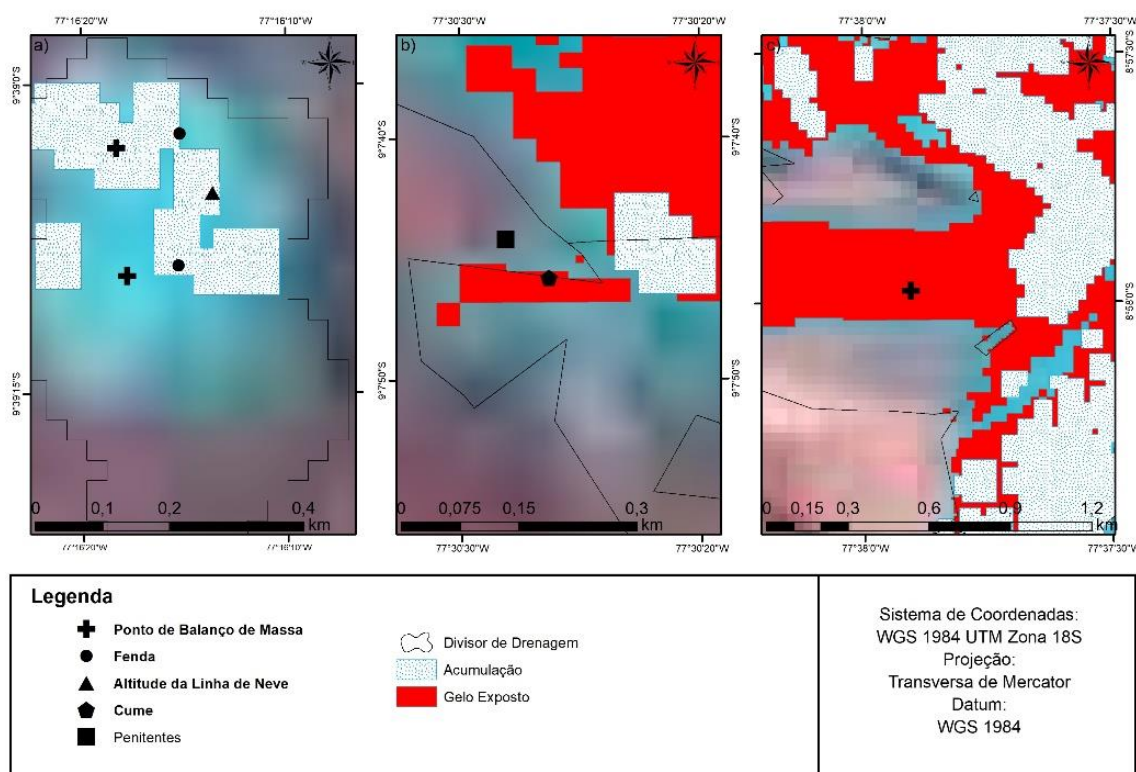 77°16'20"W 77°16'10"W
77°30'30"W 77°30'20"W
77°38'0"W 77°37'30"W
a)
b)
c)
9°39'0"S
9°39'15"S
9°7'40"S
9°7'50"S
9°7'40"S
9°7'50"S
8°57'30"S
8°58'0"S
0 0,1 0,2 0,4
km
0 0,075 0,15 0,3
km
0 0,15 0,3 0,6 0,9 1,2
km
77°16'20"W 77°16'10"W
77°30'30"W 77°30'20"W
77°38'0"W 77°37'30"W
Legenda
Ponto de Balanço de Massa
Fenda
Altitude da Linha de Neve
Cume
Penitentes
Divisor de Drenagem
Acumulação
Gelo Exposto
Sistema de Coordenadas:
WGS 1984 UTM Zona 18S
Projeção:
Transversa de Mercator
Datum:
WGS 1984